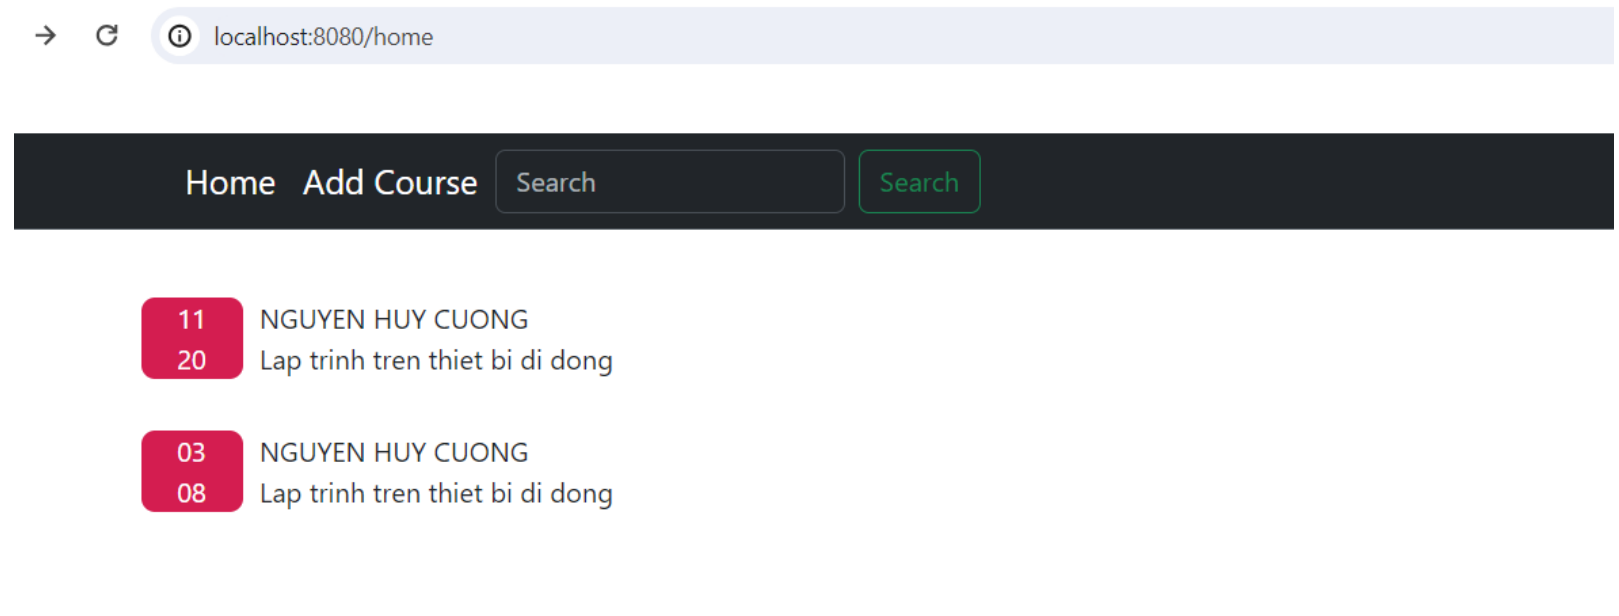 localhost:8080/home
Home Add Course Search Search
11 NGUYEN HUY CUONG
20 Lap trinh tren thiet bi di dong
03 NGUYEN HUY CUONG
08 Lap trinh tren thiet bi di dong